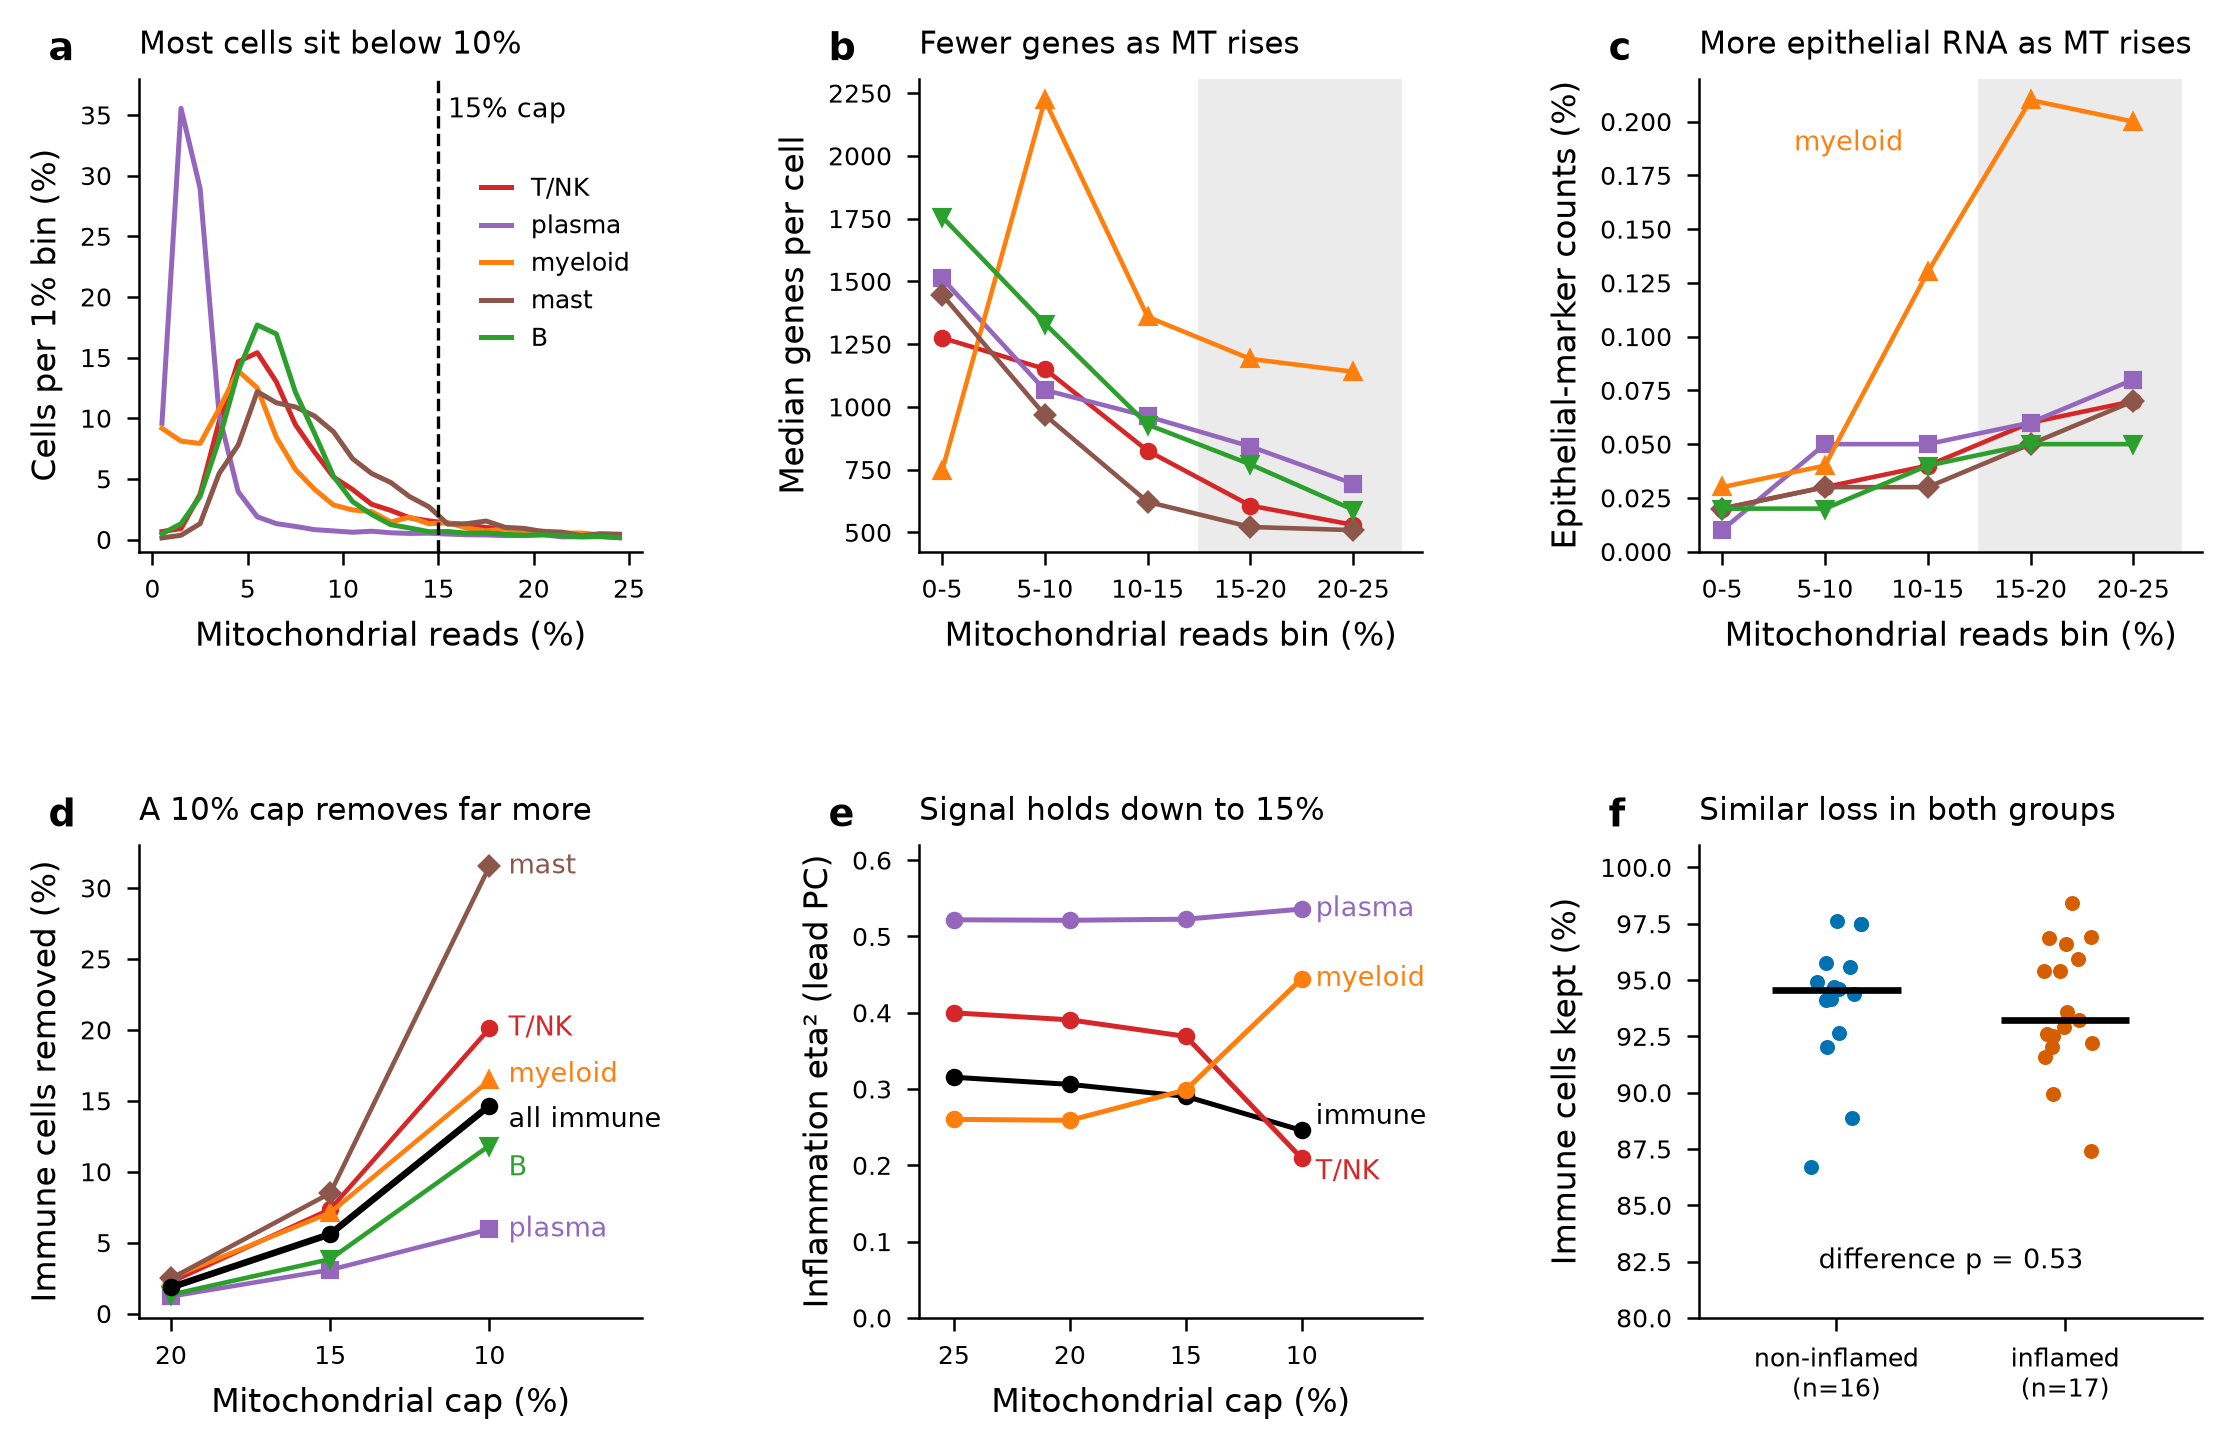 a Most cells sit below 10%
Cells per 1% bin (%)
35
30
25
20
15
10
5
0
15% cap
T/NK
plasma
myeloid
mast
B
0 5 10 15 20 25
Mitochondrial reads (%)
b Fewer genes as MT rises
Median genes per cell
2250
2000
1750
1500
1250
1000
750
500
0-5 5-10 10-15 15-20 20-25
Mitochondrial reads bin (%)
c More epithelial RNA as MT rises
Epithelial-marker counts (%)
0.200
0.175
0.150
0.125
0.100
0.075
0.050
0.025
0.000
myeloid
0-5 5-10 10-15 15-20 20-25
Mitochondrial reads bin (%)
d A 10% cap removes far more
Immune cells removed (%)
30
25
20
15
10
5
0
mast
T/NK
myeloid
all immune
B
plasma
20 15 10
Mitochondrial cap (%)
e Signal holds down to 15%
Inflammation eta² (lead PC)
0.6
0.5
0.4
0.3
0.2
0.1
0.0
plasma
myeloid
immune
T/NK
25 20 15 10
Mitochondrial cap (%)
f Similar loss in both groups
Immune cells kept (%)
100.0
97.5
95.0
92.5
90.0
87.5
85.0
82.5
80.0
difference p = 0.53
non-inflamed
(n=16)
inflamed
(n=17)